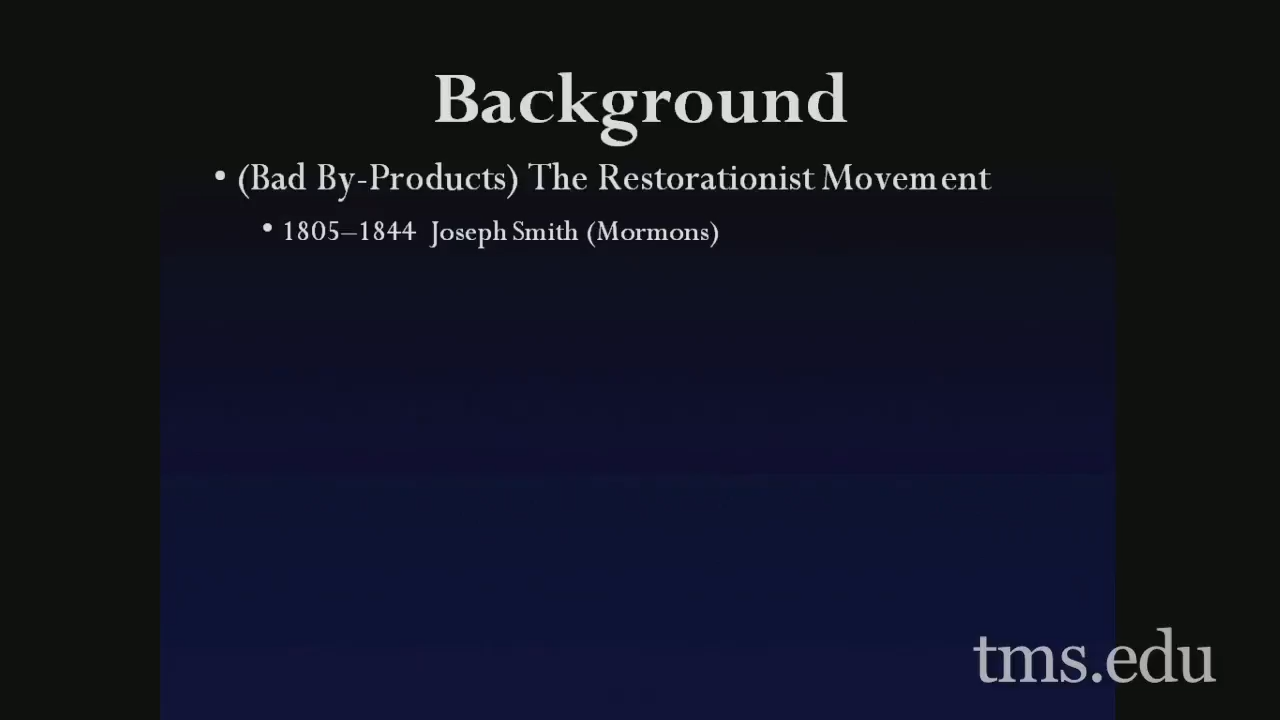 Background
• (Bad By-Products) The Restorationist Movement
• 1805–1844 Joseph Smith (Mormons)
tms.edu